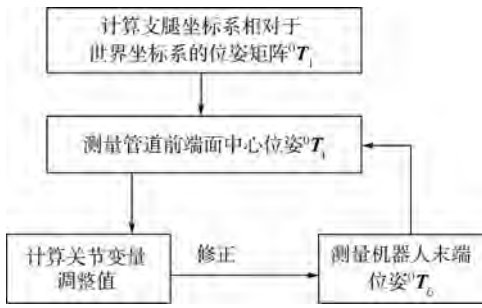 计算支腿坐标系相对于
世界坐标系的位姿矩阵⁰T₁
测量管道前端面中心位姿⁰Tₜ
计算关节变量
调整值
修正
测量机器人末端
位姿⁰T₆